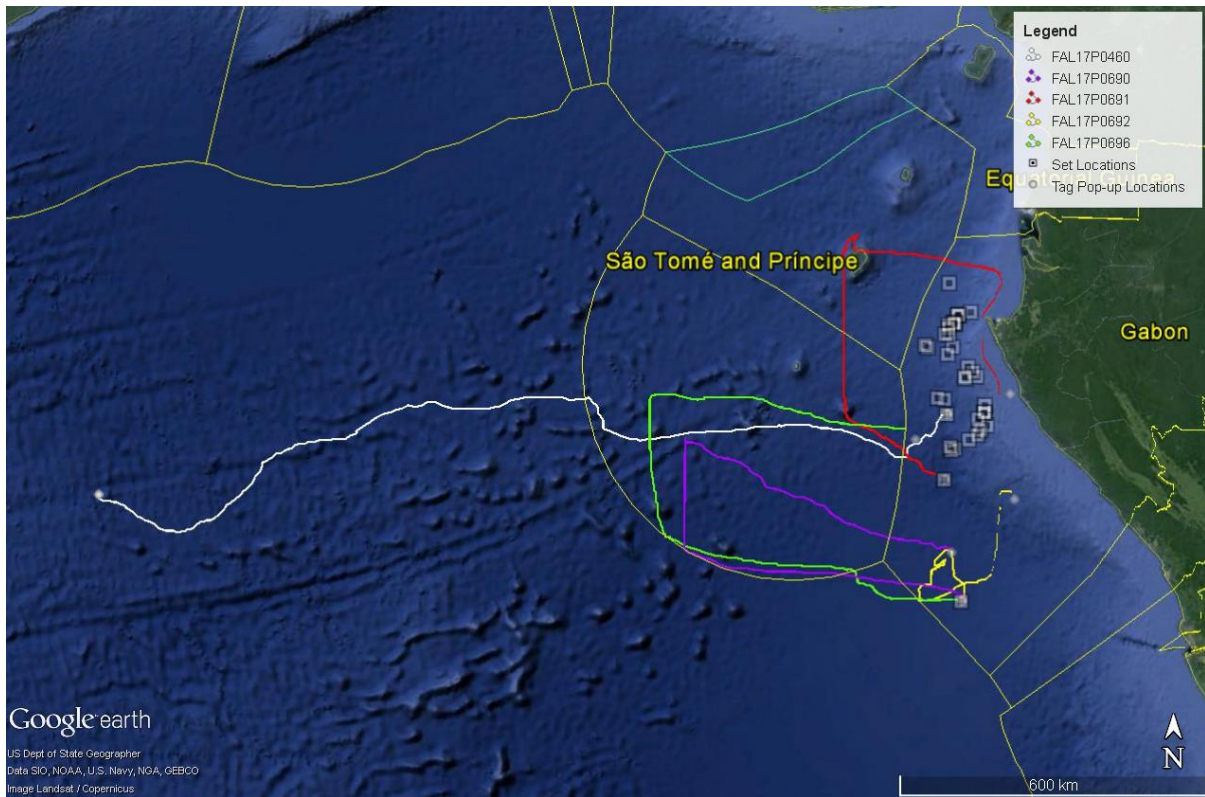 Legend
FAL17P0460
FAL17P0690
FAL17P0691
FAL17P0692
FAL17P0696
Set Locations
Tag Pop-up Locations
Equatorial Guinea
São Tomé and Príncipe
Gabon
Google earth
US Dept of State Geographer
Data SIO, NOAA, U.S. Navy, NGA, GEBCO
Image Landsat / Copernicus
N
600 km